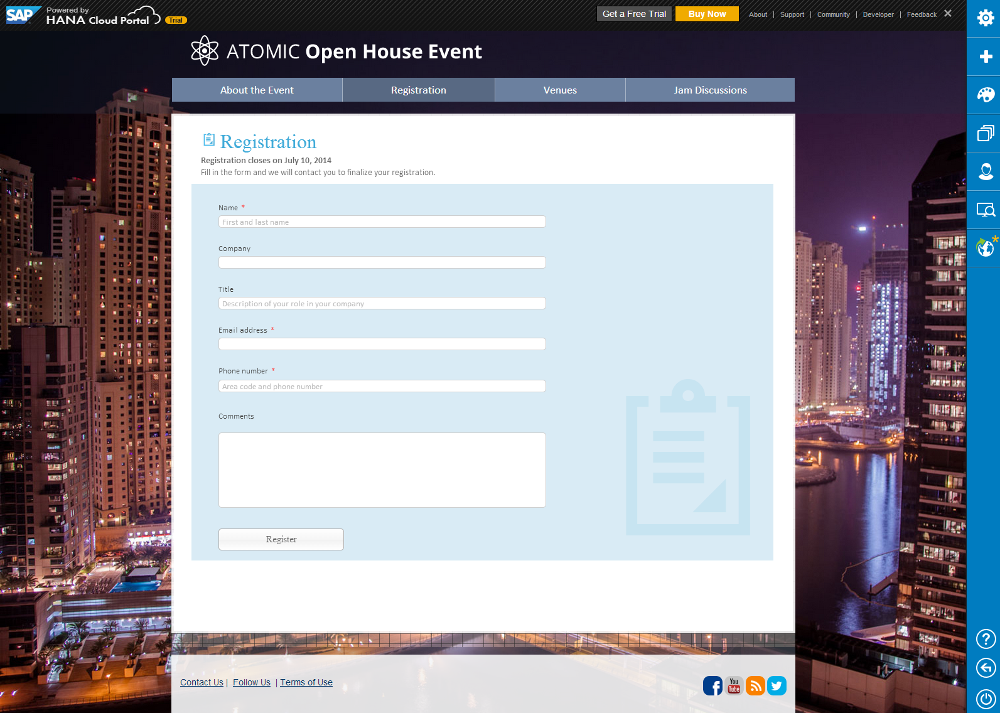 SAP Powered by
HANA Cloud Portal Trial
Get a Free Trial
Buy Now
About | Support | Community | Developer | Feedback
ATOMIC Open House Event
About the Event
Registration
Venues
Jam Discussions
Registration
Registration closes on July 10, 2014
Fill in the form and we will contact you to finalize your registration.
Name *
First and last name
Company
Title
Description of your role in your company
Email address *
Phone number *
Area code and phone number
Comments
Register
Contact Us | Follow Us | Terms of Use
You
Tube